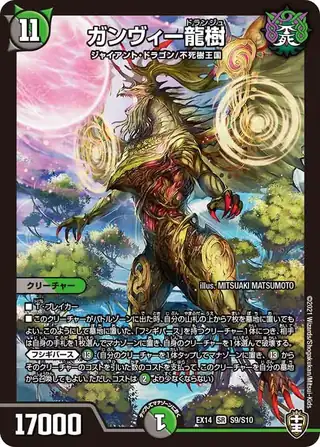 11
ガンヴィー龍樹
ドランジュ
ジャイアント・ドラゴン/不死樹王国
不死
illus. MITSUAKI MATSUMOTO
クリーチャー
■T・ブレイカー
■このクリーチャーがバトルゾーンに出た時、自分の山札の上から7枚を墓地に置いてもよい。このようにして墓地に置いた、「フシギバース」を持つクリーチャー1体につき、相手は自身の手札を1枚選んでマナゾーンに置き、自身のクリーチャーを1体選んで破壊する。
フシギバース
⑬(自分のクリーチャーを1体タップしてマナゾーンに置き、⑬からそのクリーチャーのコストを引いた数のコストを支払って、このクリーチャーを自分の墓地から召喚してもよい。ただし、コストは②より少なくならない)
17000
1
EX14 SR S9/S10